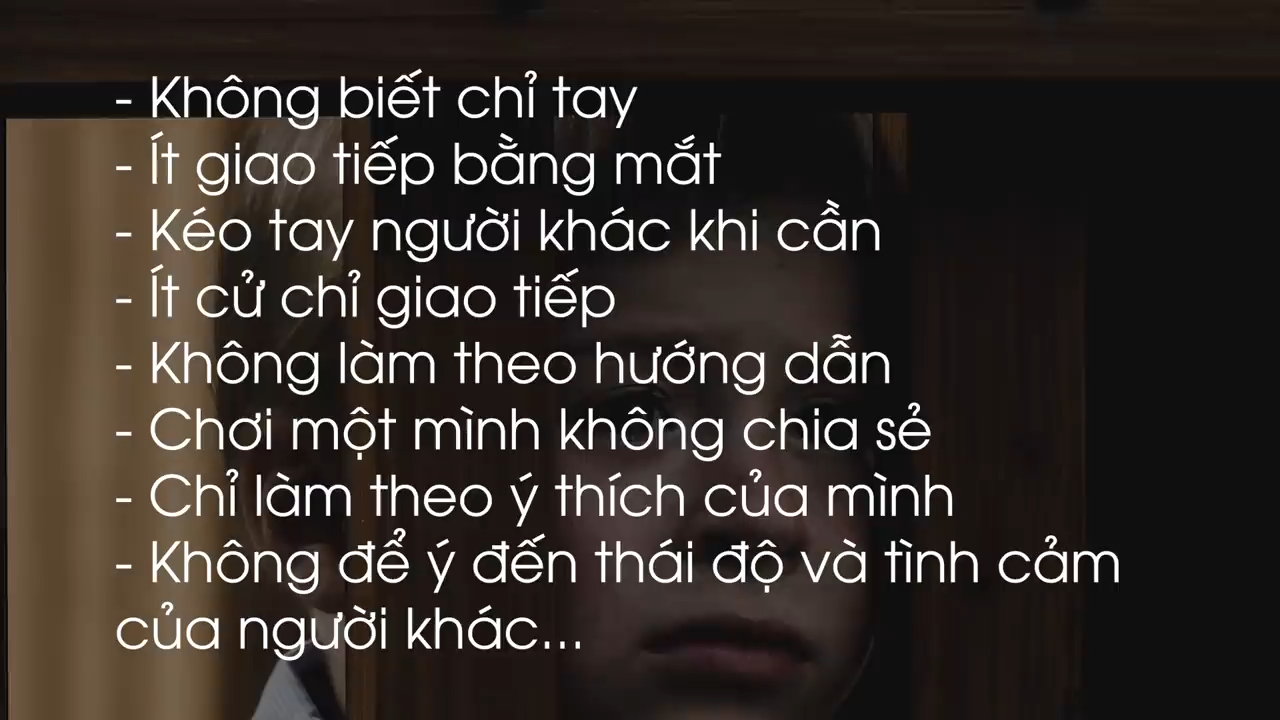 - Không biết chỉ tay
- Ít giao tiếp bằng mắt
- Kéo tay người khác khi cần
- Ít cử chỉ giao tiếp
- Không làm theo hướng dẫn
- Chơi một mình không chia sẻ
- Chỉ làm theo ý thích của mình
- Không để ý đến thái độ và tình cảm
của người khác...